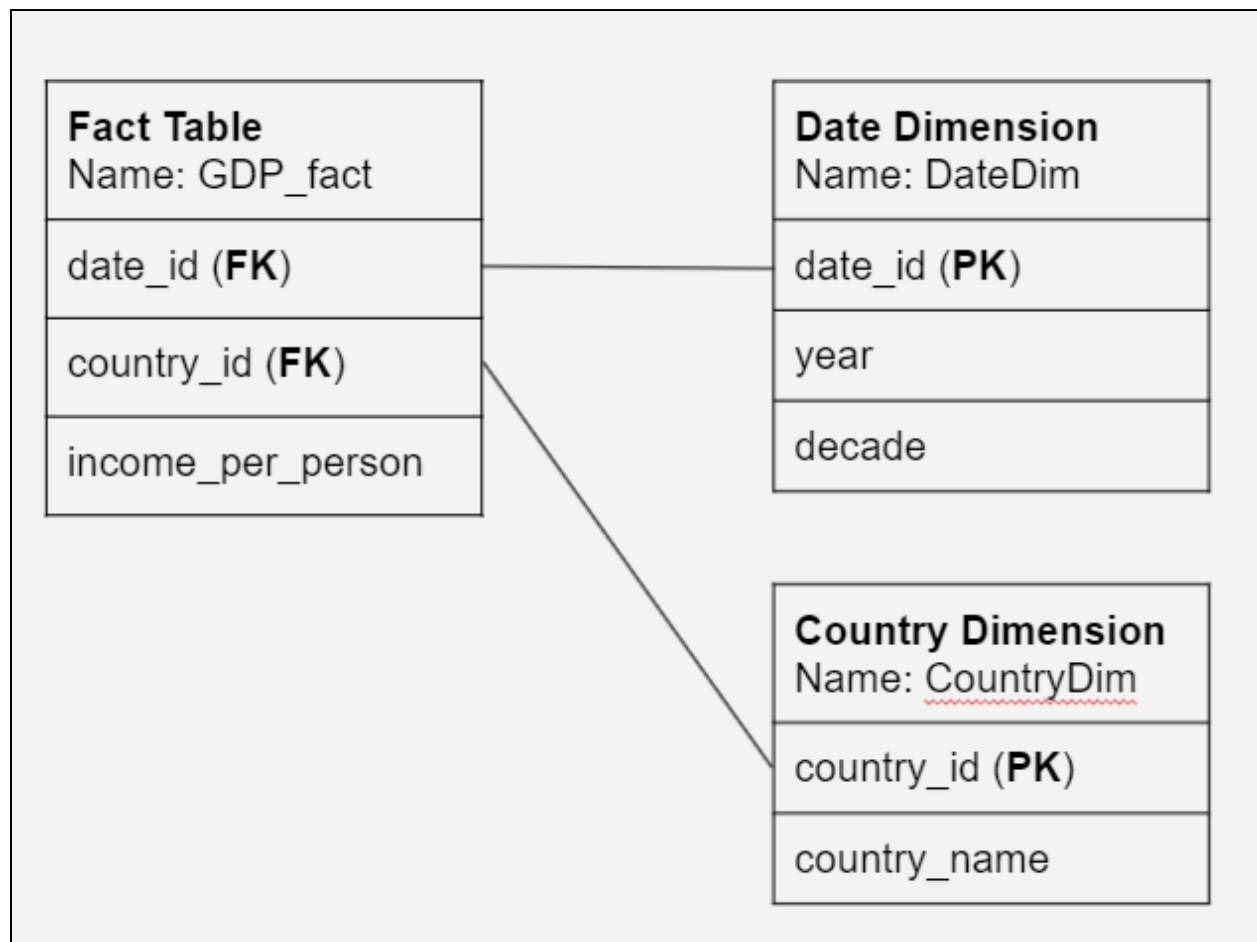 Fact Table
Name: GDP_fact
date_id (FK)
country_id (FK)
income_per_person
Date Dimension
Name: DateDim
date_id (PK)
year
decade
Country Dimension
Name: CountryDim
country_id (PK)
country_name